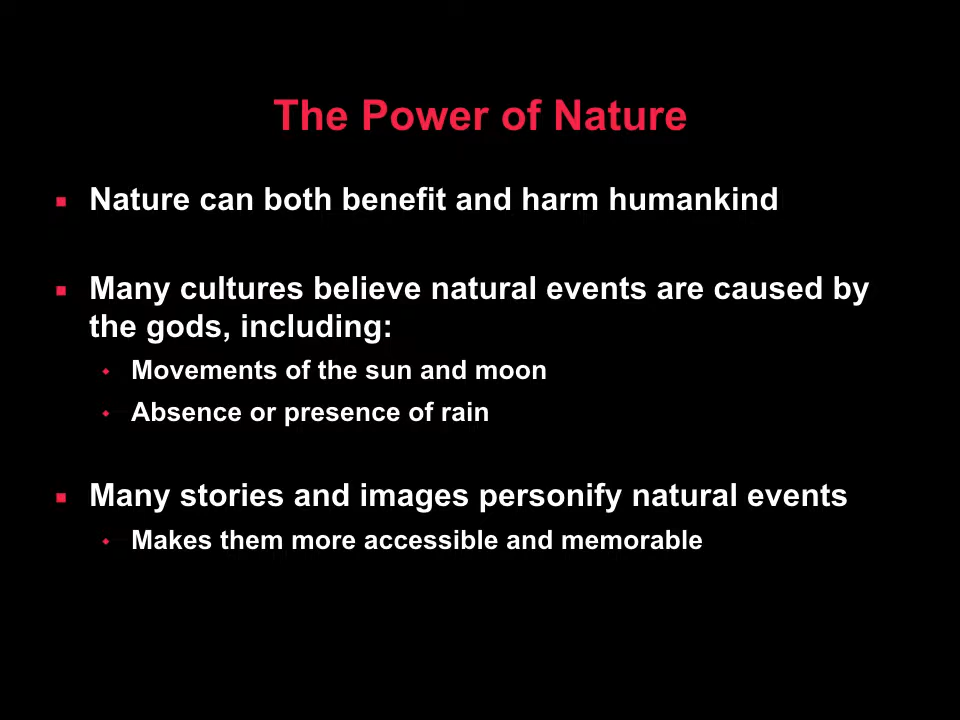 The Power of Nature
Nature can both benefit and harm humankind
Many cultures believe natural events are caused by
the gods, including:
Movements of the sun and moon
Absence or presence of rain
Many stories and images personify natural events
Makes them more accessible and memorable